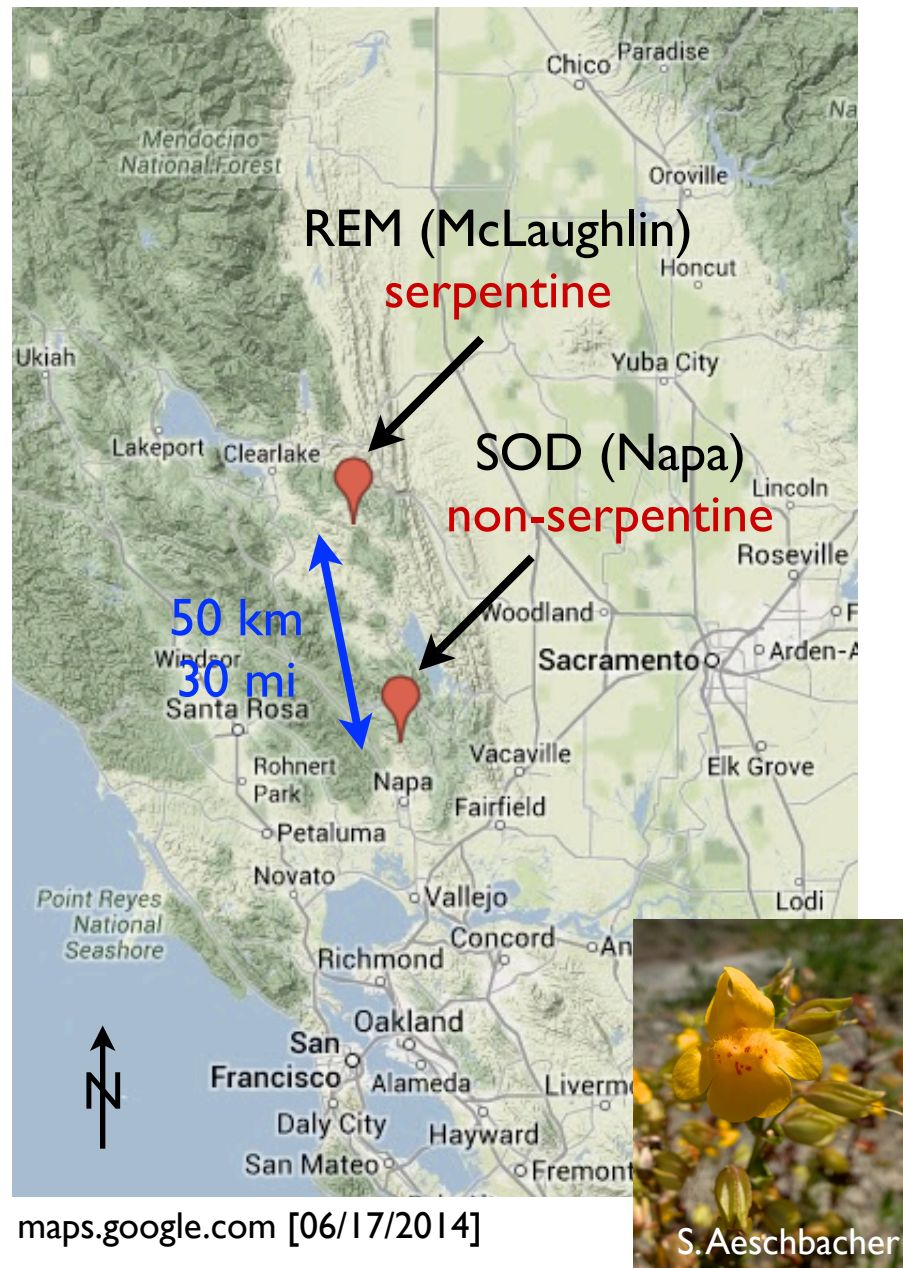 Chico
Paradise
Mendocino
National Forest
Oroville
REM (McLaughlin)
serpentine
Honcut
Ukiah
Yuba City
Lakeport
Clearlake
SOD (Napa)
non-serpentine
Lincoln
Roseville
50 km
30 mi
Woodland
Windsor
Sacramento
Arden-A
Santa Rosa
Vacaville
Elk Grove
Rohnert
Park
Napa
Fairfield
Petaluma
Novato
Vallejo
Lodi
Point Reyes
National
Seashore
Concord
An
Richmond
Oakland
San
Francisco
Alameda
Liverm
N
Daly City
Hayward
San Mateo
Fremont
maps.google.com [06/17/2014]
S. Aeschbacher